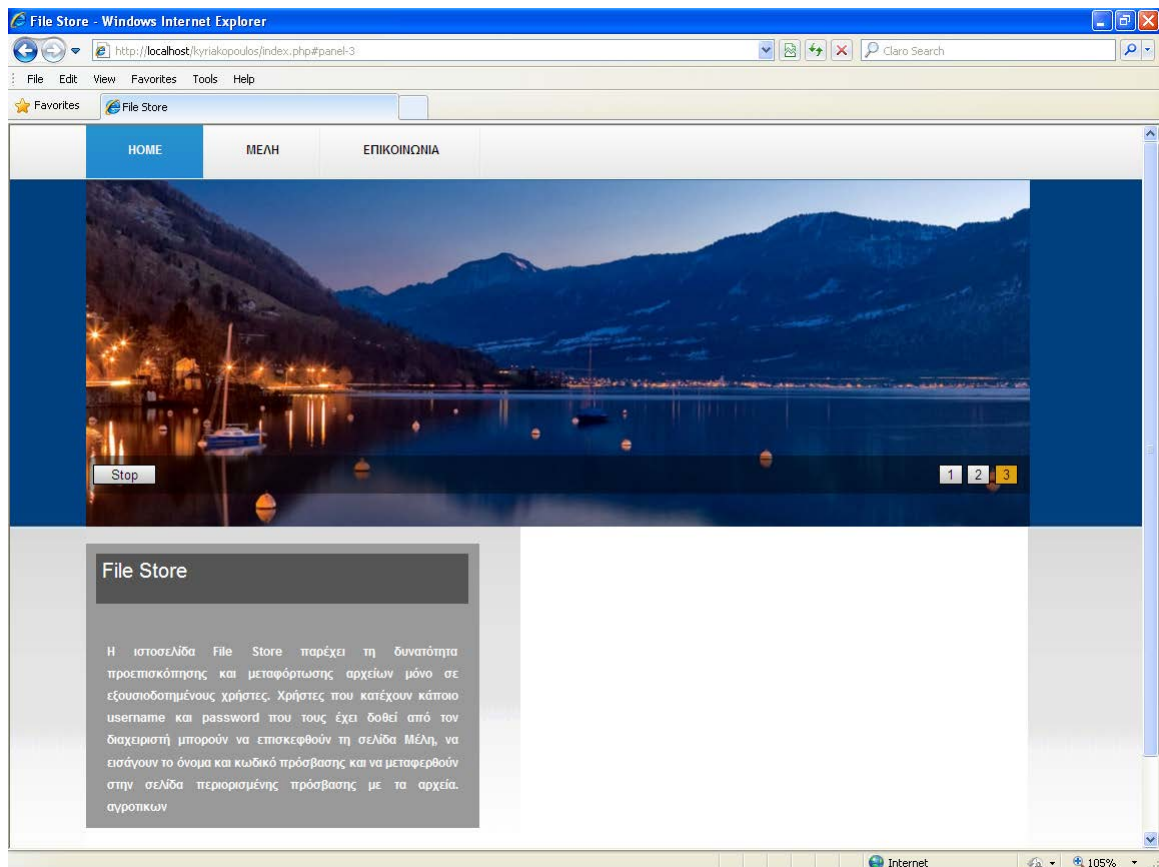 File Store - Windows Internet Explorer
http://localhost/kyriakopoulos/index.php#panel-3
Claro Search
File Edit View Favorites Tools Help
Favorites
File Store
HOME
ΜΕΛΗ
ΕΠΙΚΟΙΝΩΝΙΑ
Stop
1 2 3
File Store
Η ιστοσελίδα File Store παρέχει τη δυνατότητα
προεπισκόπησης και μεταφόρτωσης αρχείων μόνο σε
εξουσιοδοτημένους χρήστες. Χρήστες που κατέχουν κάποιο
username και password που τους έχει δοθεί από τον
διαχειριστή μπορούν να επισκεφθούν τη σελίδα Μέλη, να
εισάγουν το όνομα και κωδικό πρόσβασης και να μεταφερθούν
στην σελίδα περιορισμένης πρόσβασης με τα αρχεία.
αγροτικων
Internet
105%